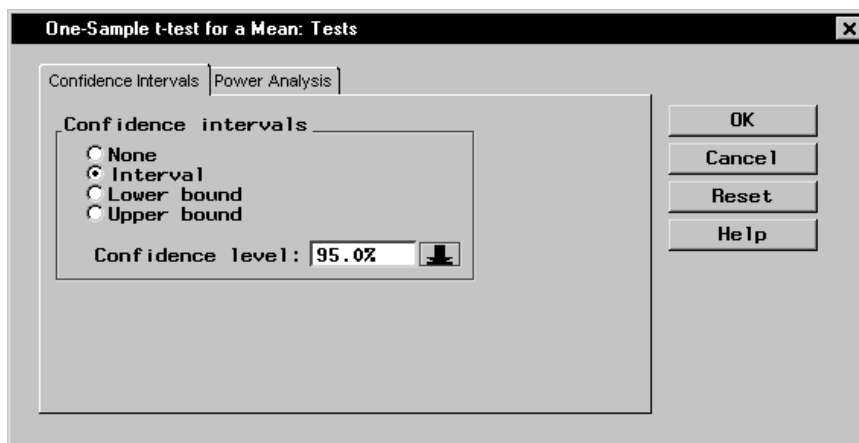 One-Sample t-test for a Mean: Tests
Confidence Intervals Power Analysis
Confidence intervals
None
Interval
Lower bound
Upper bound
Confidence level: 95.0%
OK
Cancel
Reset
Help